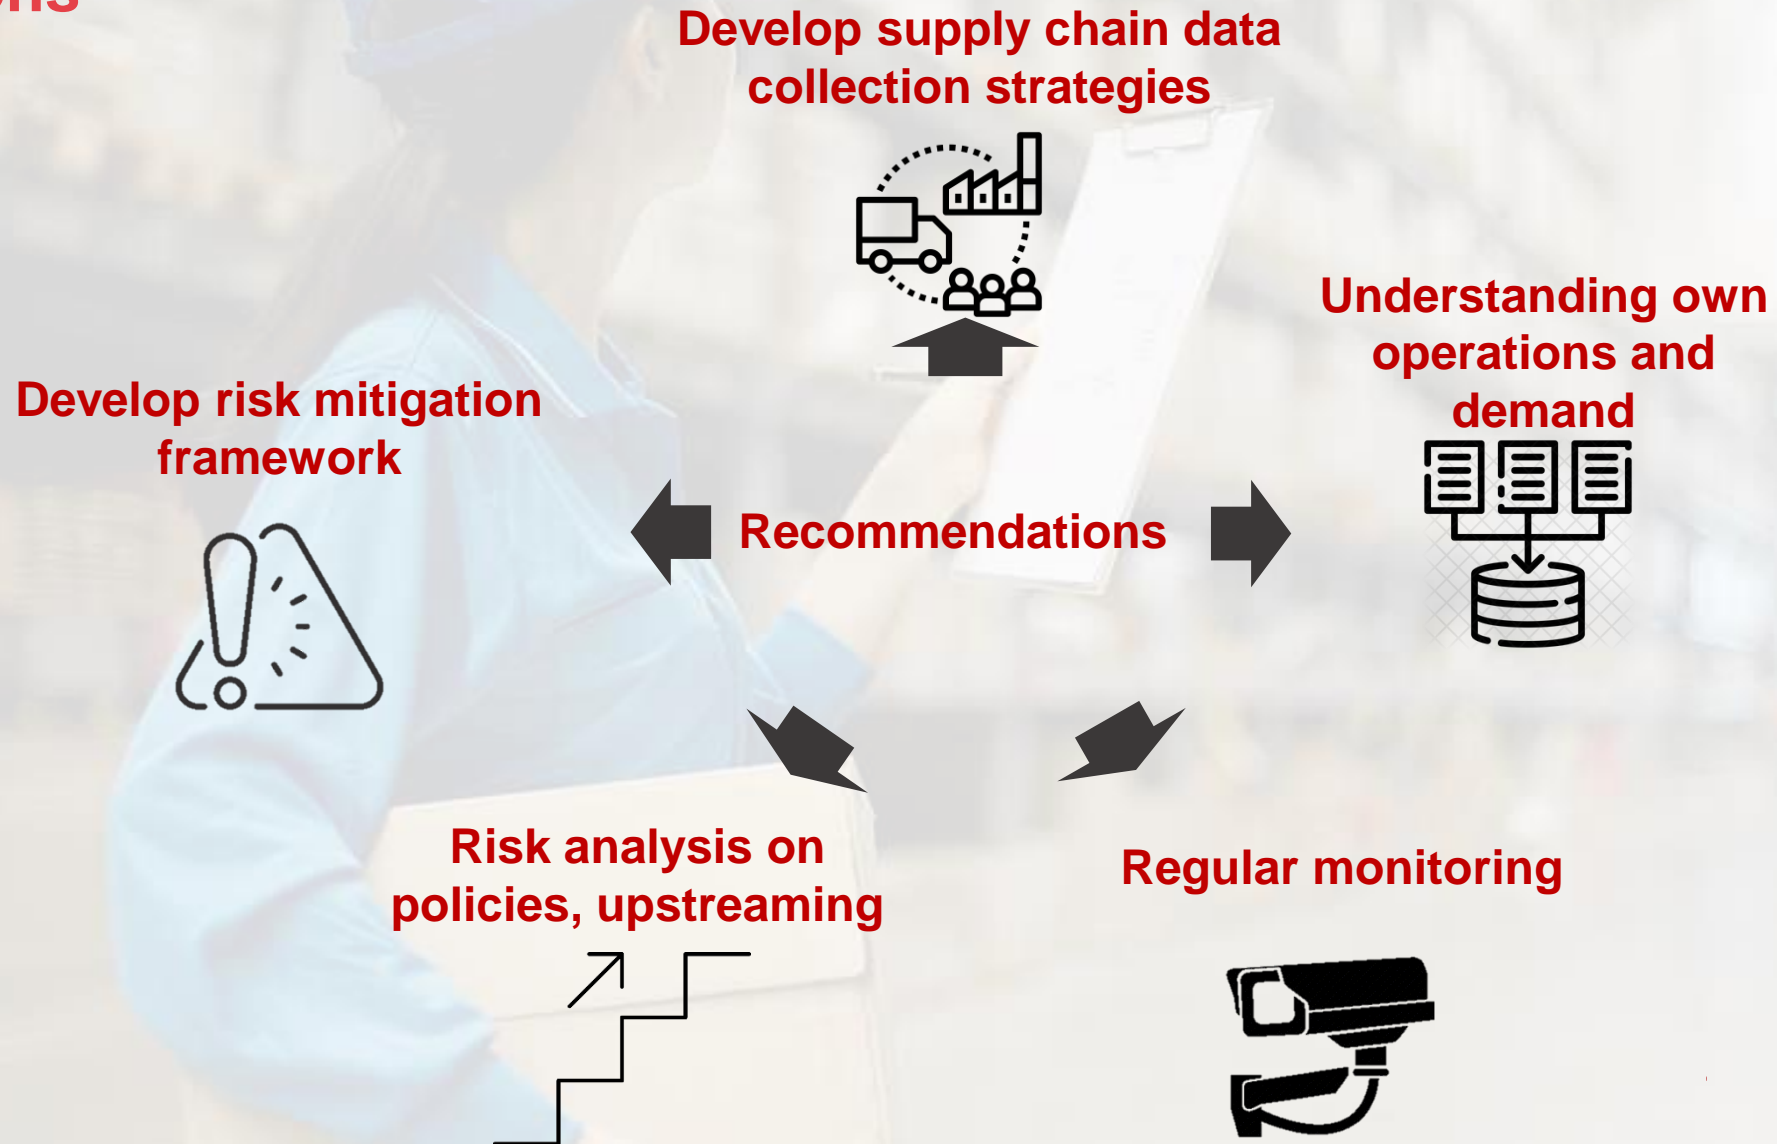 Develop supply chain data
collection strategies
Understanding own
operations and
demand
Develop risk mitigation
framework
Recommendations
Risk analysis on
policies, upstreaming
Regular monitoring